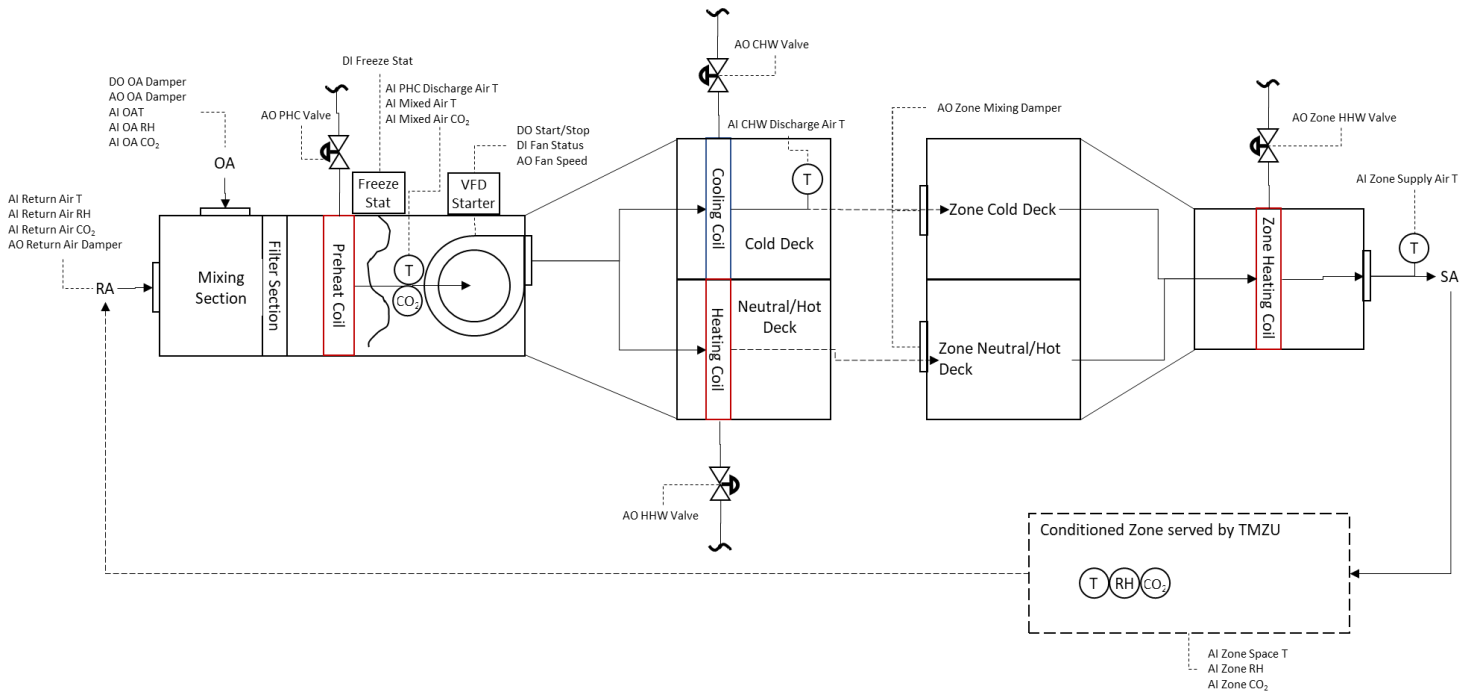 AO CHW Valve
DI Freeze Stat
DO OA Damper
AO OA Damper
AI OAT
AI OA RH
AI OA CO₂
AO PHC Valve
AI PHC Discharge Air T
AI Mixed Air T
AI Mixed Air CO₂
DO Start/Stop
DI Fan Status
AO Fan Speed
AI CHW Discharge Air T
AO Zone Mixing Damper
AO Zone HHW Valve
OA
AI Return Air T
AI Return Air RH
AI Return Air CO₂
AO Return Air Damper
RA
Mixing
Section
Filter Section
Preheat Coil
Freeze
Stat
T
CO₂
VFD
Starter
Cooling Coil
T
Cold Deck
Heating Coil
Neutral/Hot
Deck
Zone Cold Deck
Zone Neutral/Hot
Deck
Zone Heating Coil
AI Zone Supply Air T
T
SA
AO HHW Valve
Conditioned Zone served by TMZU
T
RH
CO₂
AI Zone Space T
AI Zone RH
AI Zone CO₂